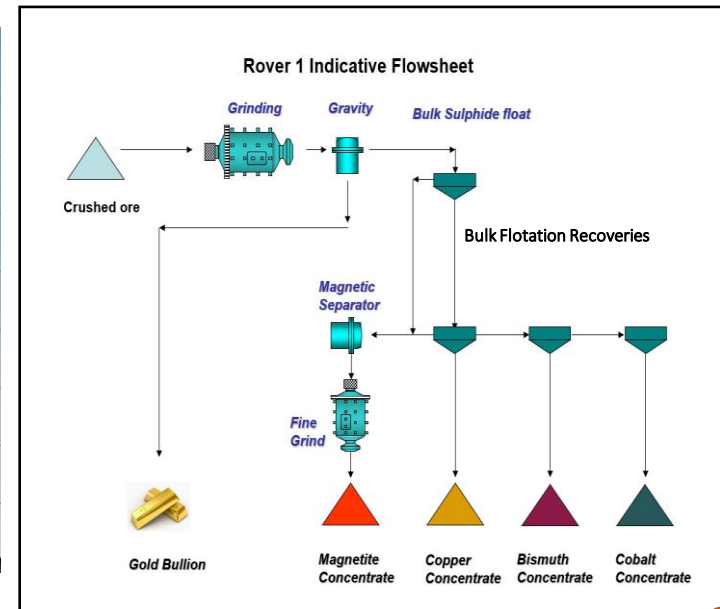 Rover 1 Indicative Flowsheet
Grinding
Gravity
Bulk Sulphide float
Crushed ore
Bulk Flotation Recoveries
Magnetic
Separator
Fine
Grind
Gold Bullion
Magnetite
Concentrate
Copper
Concentrate
Bismuth
Concentrate
Cobalt
Concentrate